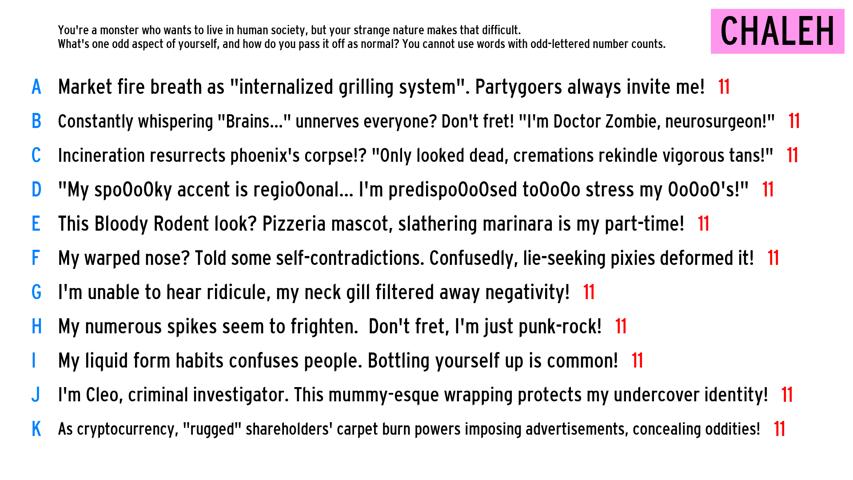 You're a monster who wants to live in human society, but your strange nature makes that difficult.
What's one odd aspect of yourself, and how do you pass it off as normal? You cannot use words with odd-lettered number counts.
CHALEH
A Market fire breath as "internalized grilling system". Partygoers always invite me! 11
B Constantly whispering "Brains..." unnerves everyone? Don't fret! "I'm Doctor Zombie, neurosurgeon!" 11
C Incineration resurrects phoenix's corpse!? "Only looked dead, cremations rekindle vigorous tans!" 11
D "My spoOoOky accent is regioOonal... I'm predispoOoOsed toOoOo stress my OoOoO's!" 11
E This Bloody Rodent look? Pizzeria mascot, slathering marinara is my part-time! 11
F My warped nose? Told some self-contradictions. Confusedly, lie-seeking pixies deformed it! 11
G I'm unable to hear ridicule, my neck gill filtered away negativity! 11
H My numerous spikes seem to frighten.  Don't fret, I'm just punk-rock! 11
I My liquid form habits confuses people. Bottling yourself up is common! 11
J I'm Cleo, criminal investigator. This mummy-esque wrapping protects my undercover identity! 11
K As cryptocurrency, "rugged" shareholders' carpet burn powers imposing advertisements, concealing oddities! 11